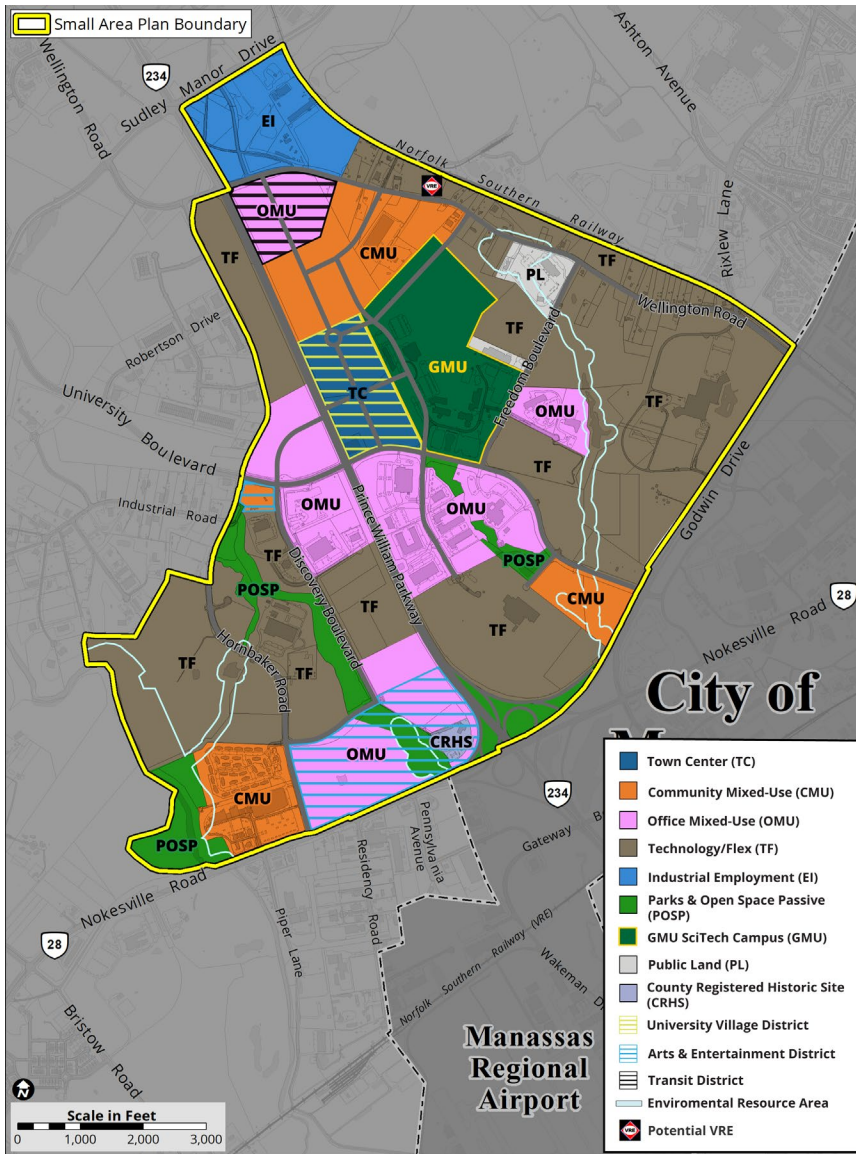 Small Area Plan Boundary
234
Wellington Road
Sudley Manor Drive
Ashton Avenue
Norfolk Southern Railway
VRE
Rixlew Lane
EI
OMU
CMU
TF
PL
TF
Wellington Road
TF
Robertson Drive
GMU
Freedom Boulevard
TF
TC
OMU
University Boulevard
TF
Godwin Drive
Industrial Road
OMU
Prince William Parkway
OMU
TF
Discovery Boulevard
POSP
POSP
CMU
28
Nokesville Road
TF
TF
TF
Hornbaker Road
TF
City of
OMU
CRHS
CMU
POSP
234
Gateway
Pennsylvania
Avenue
Residency Road
Nokesville Road
Piper Lane
28
Norfolk Southern Railway (VRE)
Wakeman
Bristow Road
Manassas
Regional
Airport
N
Scale in Feet
0 1,000 2,000 3,000
Town Center (TC)
Community Mixed-Use (CMU)
Office Mixed-Use (OMU)
Technology/Flex (TF)
Industrial Employment (EI)
Parks & Open Space Passive
(POSP)
GMU SciTech Campus (GMU)
Public Land (PL)
County Registered Historic Site
(CRHS)
University Village District
Arts & Entertainment District
Transit District
Enviromental Resource Area
VRE
Potential VRE